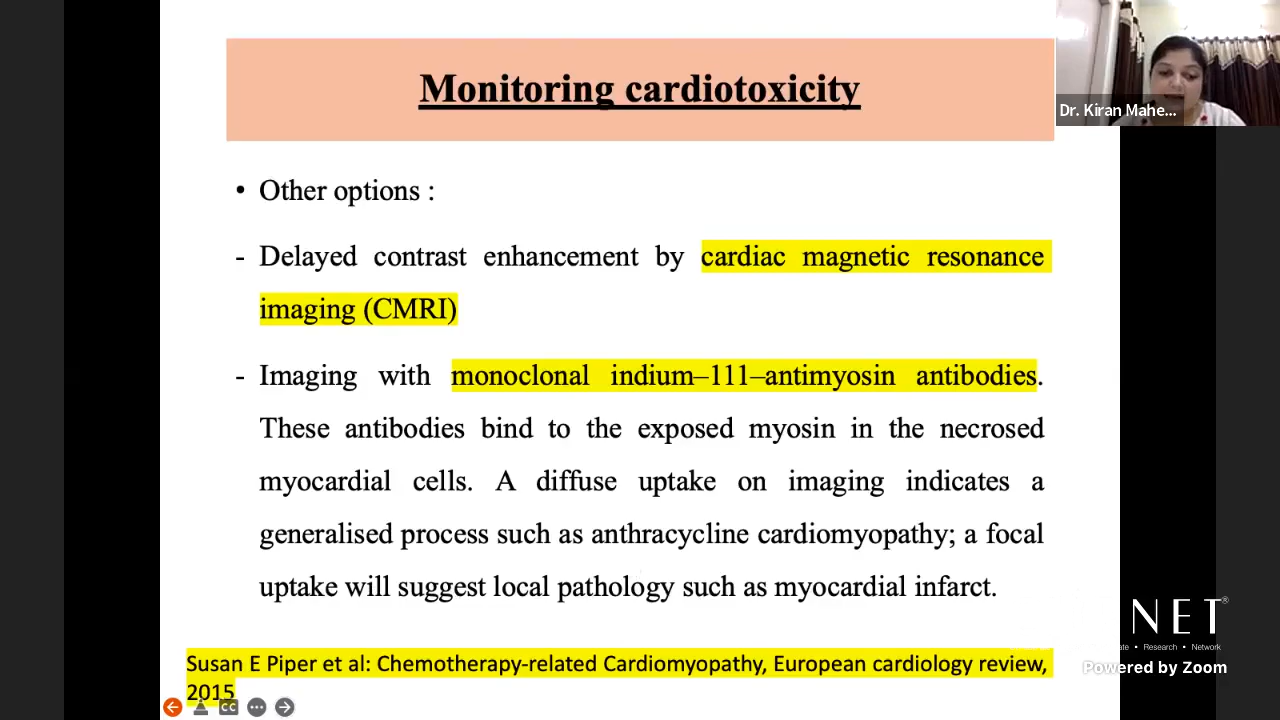 Monitoring cardiotoxicity
Dr. Kiran Mahe...
• Other options :
- Delayed contrast enhancement by cardiac magnetic resonance
imaging (CMRI)
- Imaging with monoclonal indium–111–antimyosin antibodies.
These antibodies bind to the exposed myosin in the necrosed
myocardial cells. A diffuse uptake on imaging indicates a
generalised process such as anthracycline cardiomyopathy; a focal
uptake will suggest local pathology such as myocardial infarct.
Susan E Piper et al: Chemotherapy-related Cardiomyopathy, European cardiology review,
2015
CC
NET®
• Research • Network
Powered by Zoom